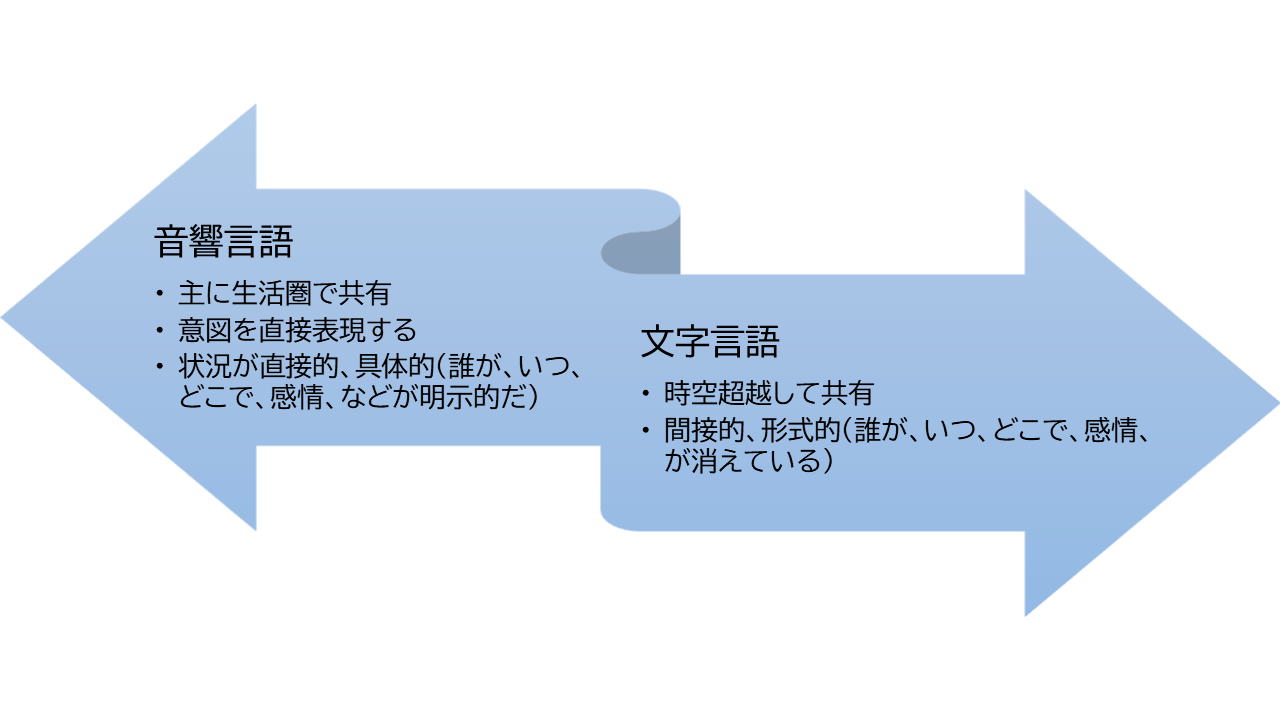 音響言語
・主に生活圏で共有
・意図を直接表現する
・状況が直接的、具体的(誰が、いつ、
どこで、感情、などが明示的だ)
文字言語
・時空超越して共有
・間接的、形式的(誰が、いつ、どこで、感情、
が消えている)